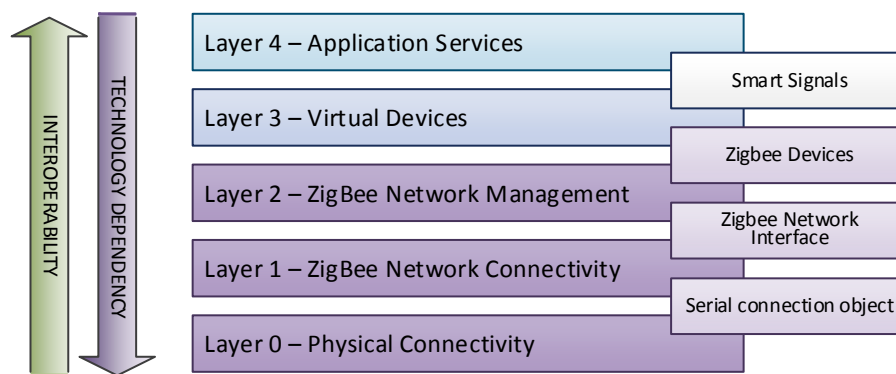 INTEROPERABILITY
TECHNOLOGY DEPENDENCY
Layer 4 – Application Services
Smart Signals
Layer 3 – Virtual Devices
Zigbee Devices
Layer 2 – ZigBee Network Management
Zigbee Network
Interface
Layer 1 – ZigBee Network Connectivity
Serial connection object
Layer 0 – Physical Connectivity